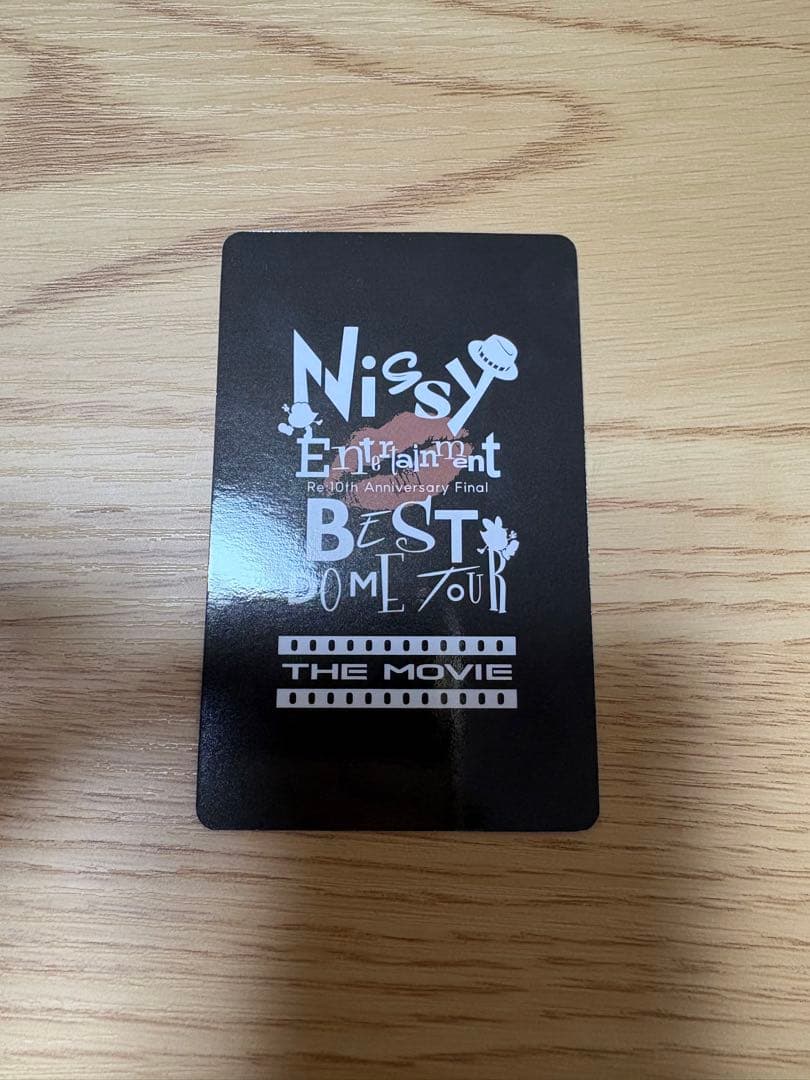 Nissy
Entertainment
Re:10th Anniversary Final
BEST
DOME TOUR
THE MOVIE